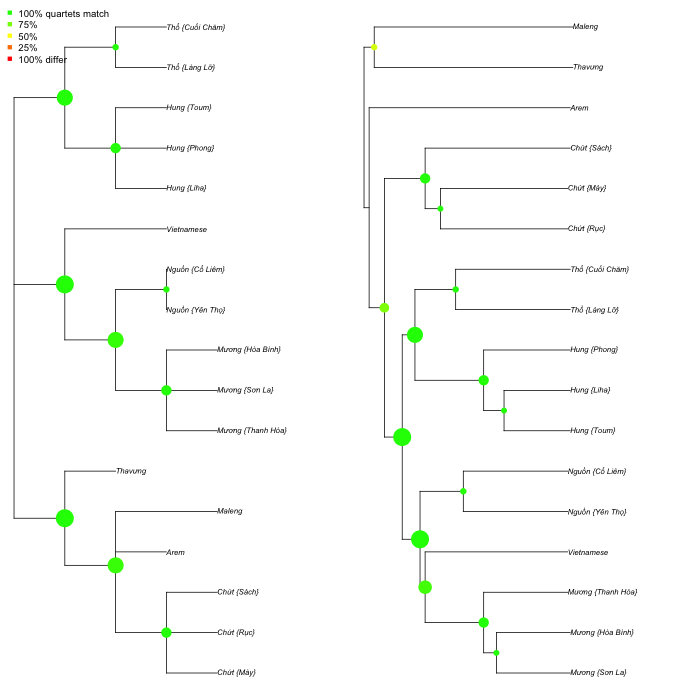 100% quartets match
75%
50%
25%
100% differ
Thổ {Cuối Chăm}
Thổ {Làng Lỡ}
Hung {Toum}
Hung {Phong}
Hung {Liha}
Vietnamese
Nguồn {Cổ Liêm}
Nguồn {Yên Thọ}
Mương {Hòa Bình}
Mương {Sơn La}
Mương {Thanh Hóa}
Thavưng
Maleng
Arem
Chứt {Sách}
Chứt {Rục}
Chứt {Mày}
Maleng
Thavưng
Arem
Chứt {Sách}
Chứt {Mày}
Chứt {Rục}
Thổ {Cuối Chăm}
Thổ {Làng Lỡ}
Hung {Phong}
Hung {Liha}
Hung {Toum}
Nguồn {Cổ Liêm}
Nguồn {Yên Thọ}
Vietnamese
Mương {Thanh Hóa}
Mương {Hòa Bình}
Mương {Sơn La}